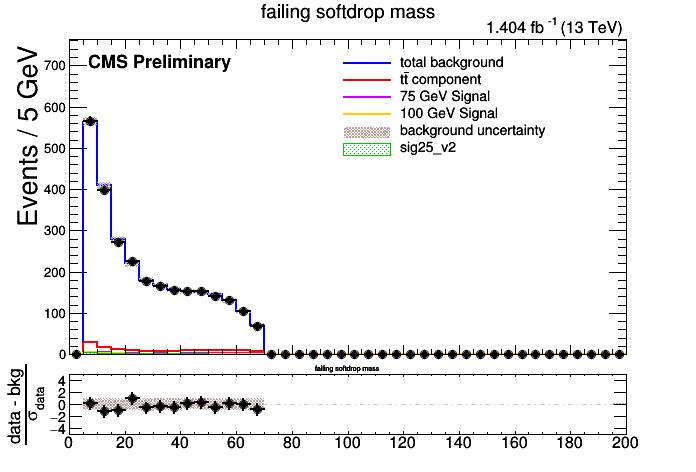 failing softdrop mass
1.404 fb⁻¹ (13 TeV)
CMS Preliminary
total background
tt̄ component
75 GeV Signal
100 GeV Signal
background uncertainty
sig25_v2
Events / 5 GeV
700
600
500
400
300
200
100
0
failing softdrop mass
data - bkg
σ data
4
2
0
−2
−4
0 20 40 60 80 100 120 140 160 180 200